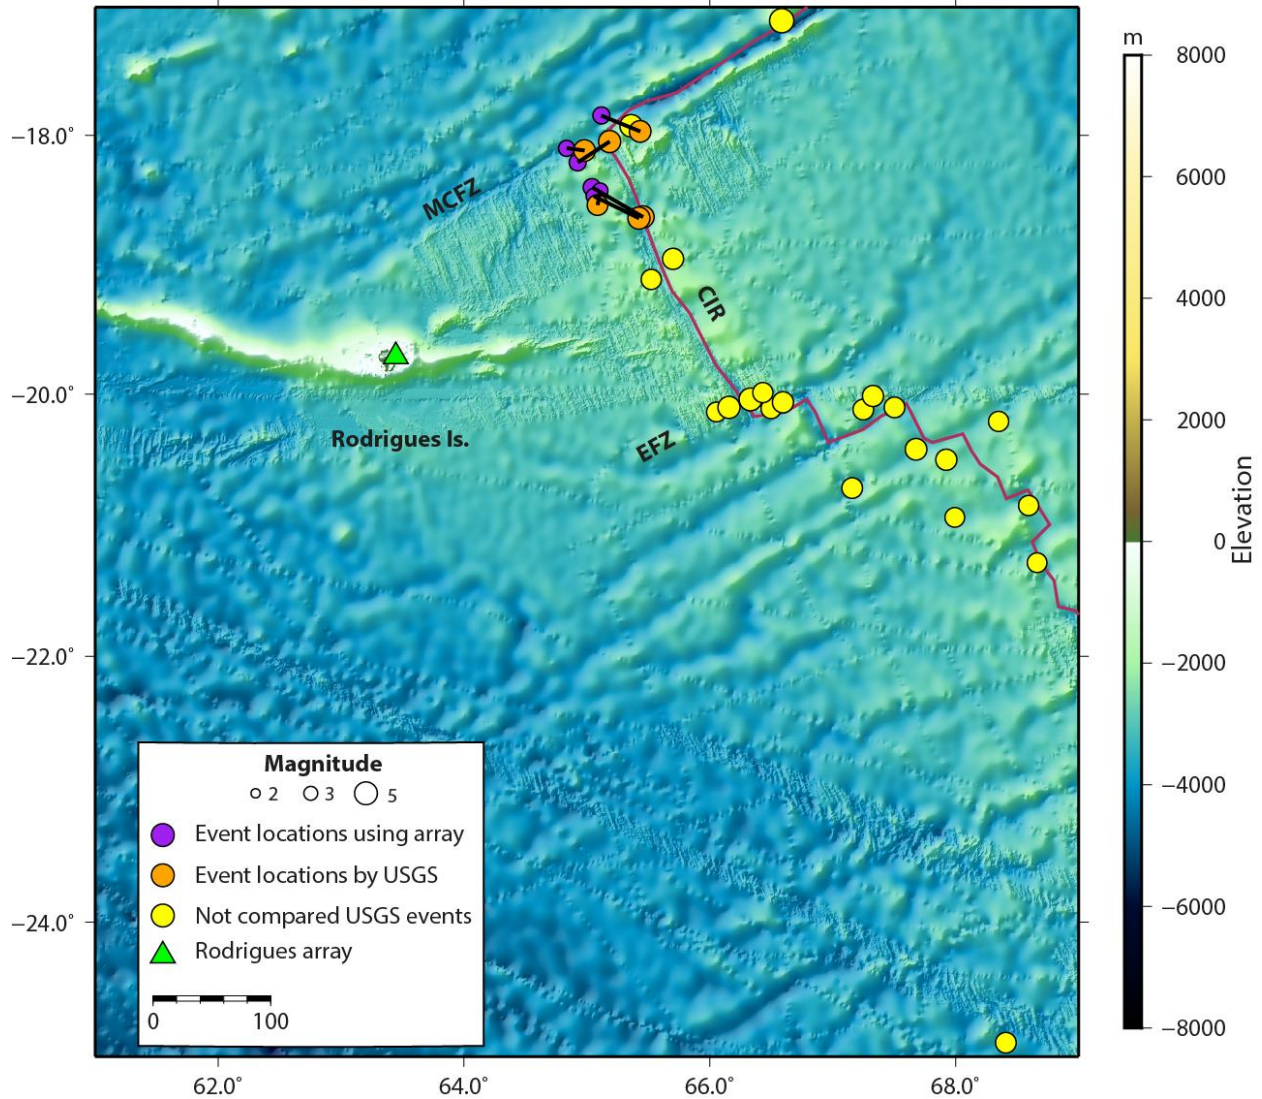 m
8000
−18.0°
MCFZ
6000
CIR
4000
−20.0°
2000
Rodrigues Is.
EFZ
0
Elevation
−22.0°
−2000
Magnitude
2 3 5
−4000
Event locations using array
Event locations by USGS
Not compared USGS events
−6000
−24.0°
Rodrigues array
0 100
−8000
62.0° 64.0° 66.0° 68.0°